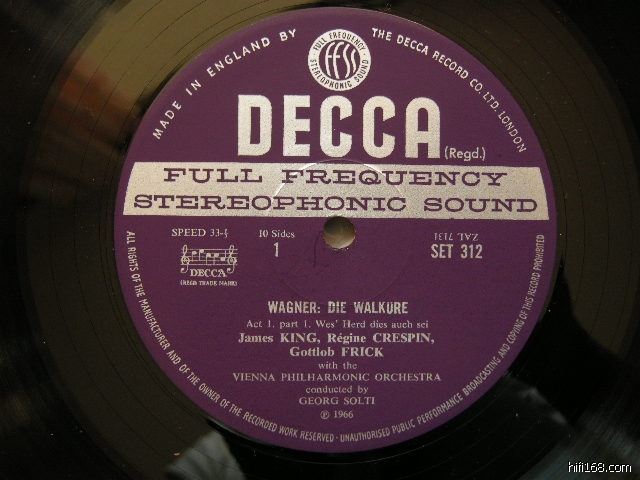 MADE IN ENGLAND BY
FULL FREQUENCY
FFSS
STEREOPHONIC SOUND
THE DECCA RECORD CO. LTD. LONDON
DECCA
(Regd.)
FULL FREQUENCY
STEREOPHONIC SOUND
SPEED 33⅓
10 Sides
1
ZAL 7131
SET 312
DECCA
(REGD TRADE MARK)
WAGNER: DIE WALKÜRE
Act 1. part 1. Wes' Herd dies auch sei
James KING, Régine CRESPIN,
Gottlob FRICK
with the
VIENNA PHILHARMONIC ORCHESTRA
conducted by
GEORG SOLTI
℗ 1966
ALL RIGHTS OF THE MANUFACTURER AND OF THE OWNER OF THE RECORDED WORK RESERVED · UNAUTHORISED PUBLIC PERFORMANCE BROADCASTING AND COPYING OF THIS RECORD PROHIBITED
hifi168.com